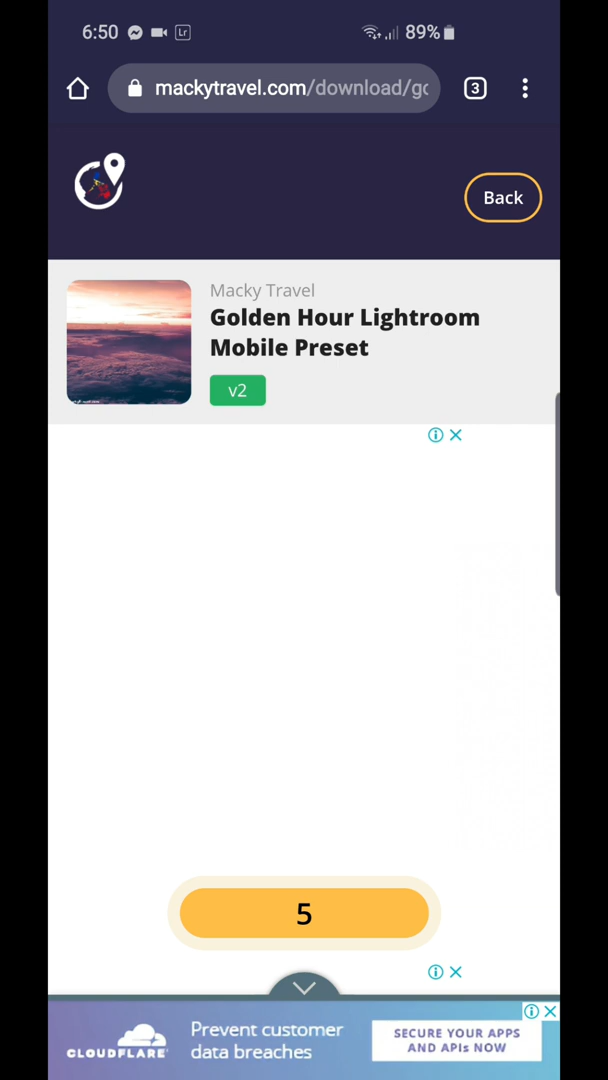 6:50 Lr 89%
mackytravel.com/download/go
3
Back
Macky Travel
Golden Hour Lightroom
Mobile Preset
v2
5
CLOUDFLARE
Prevent customer
data breaches
SECURE YOUR APPS
AND APIs NOW